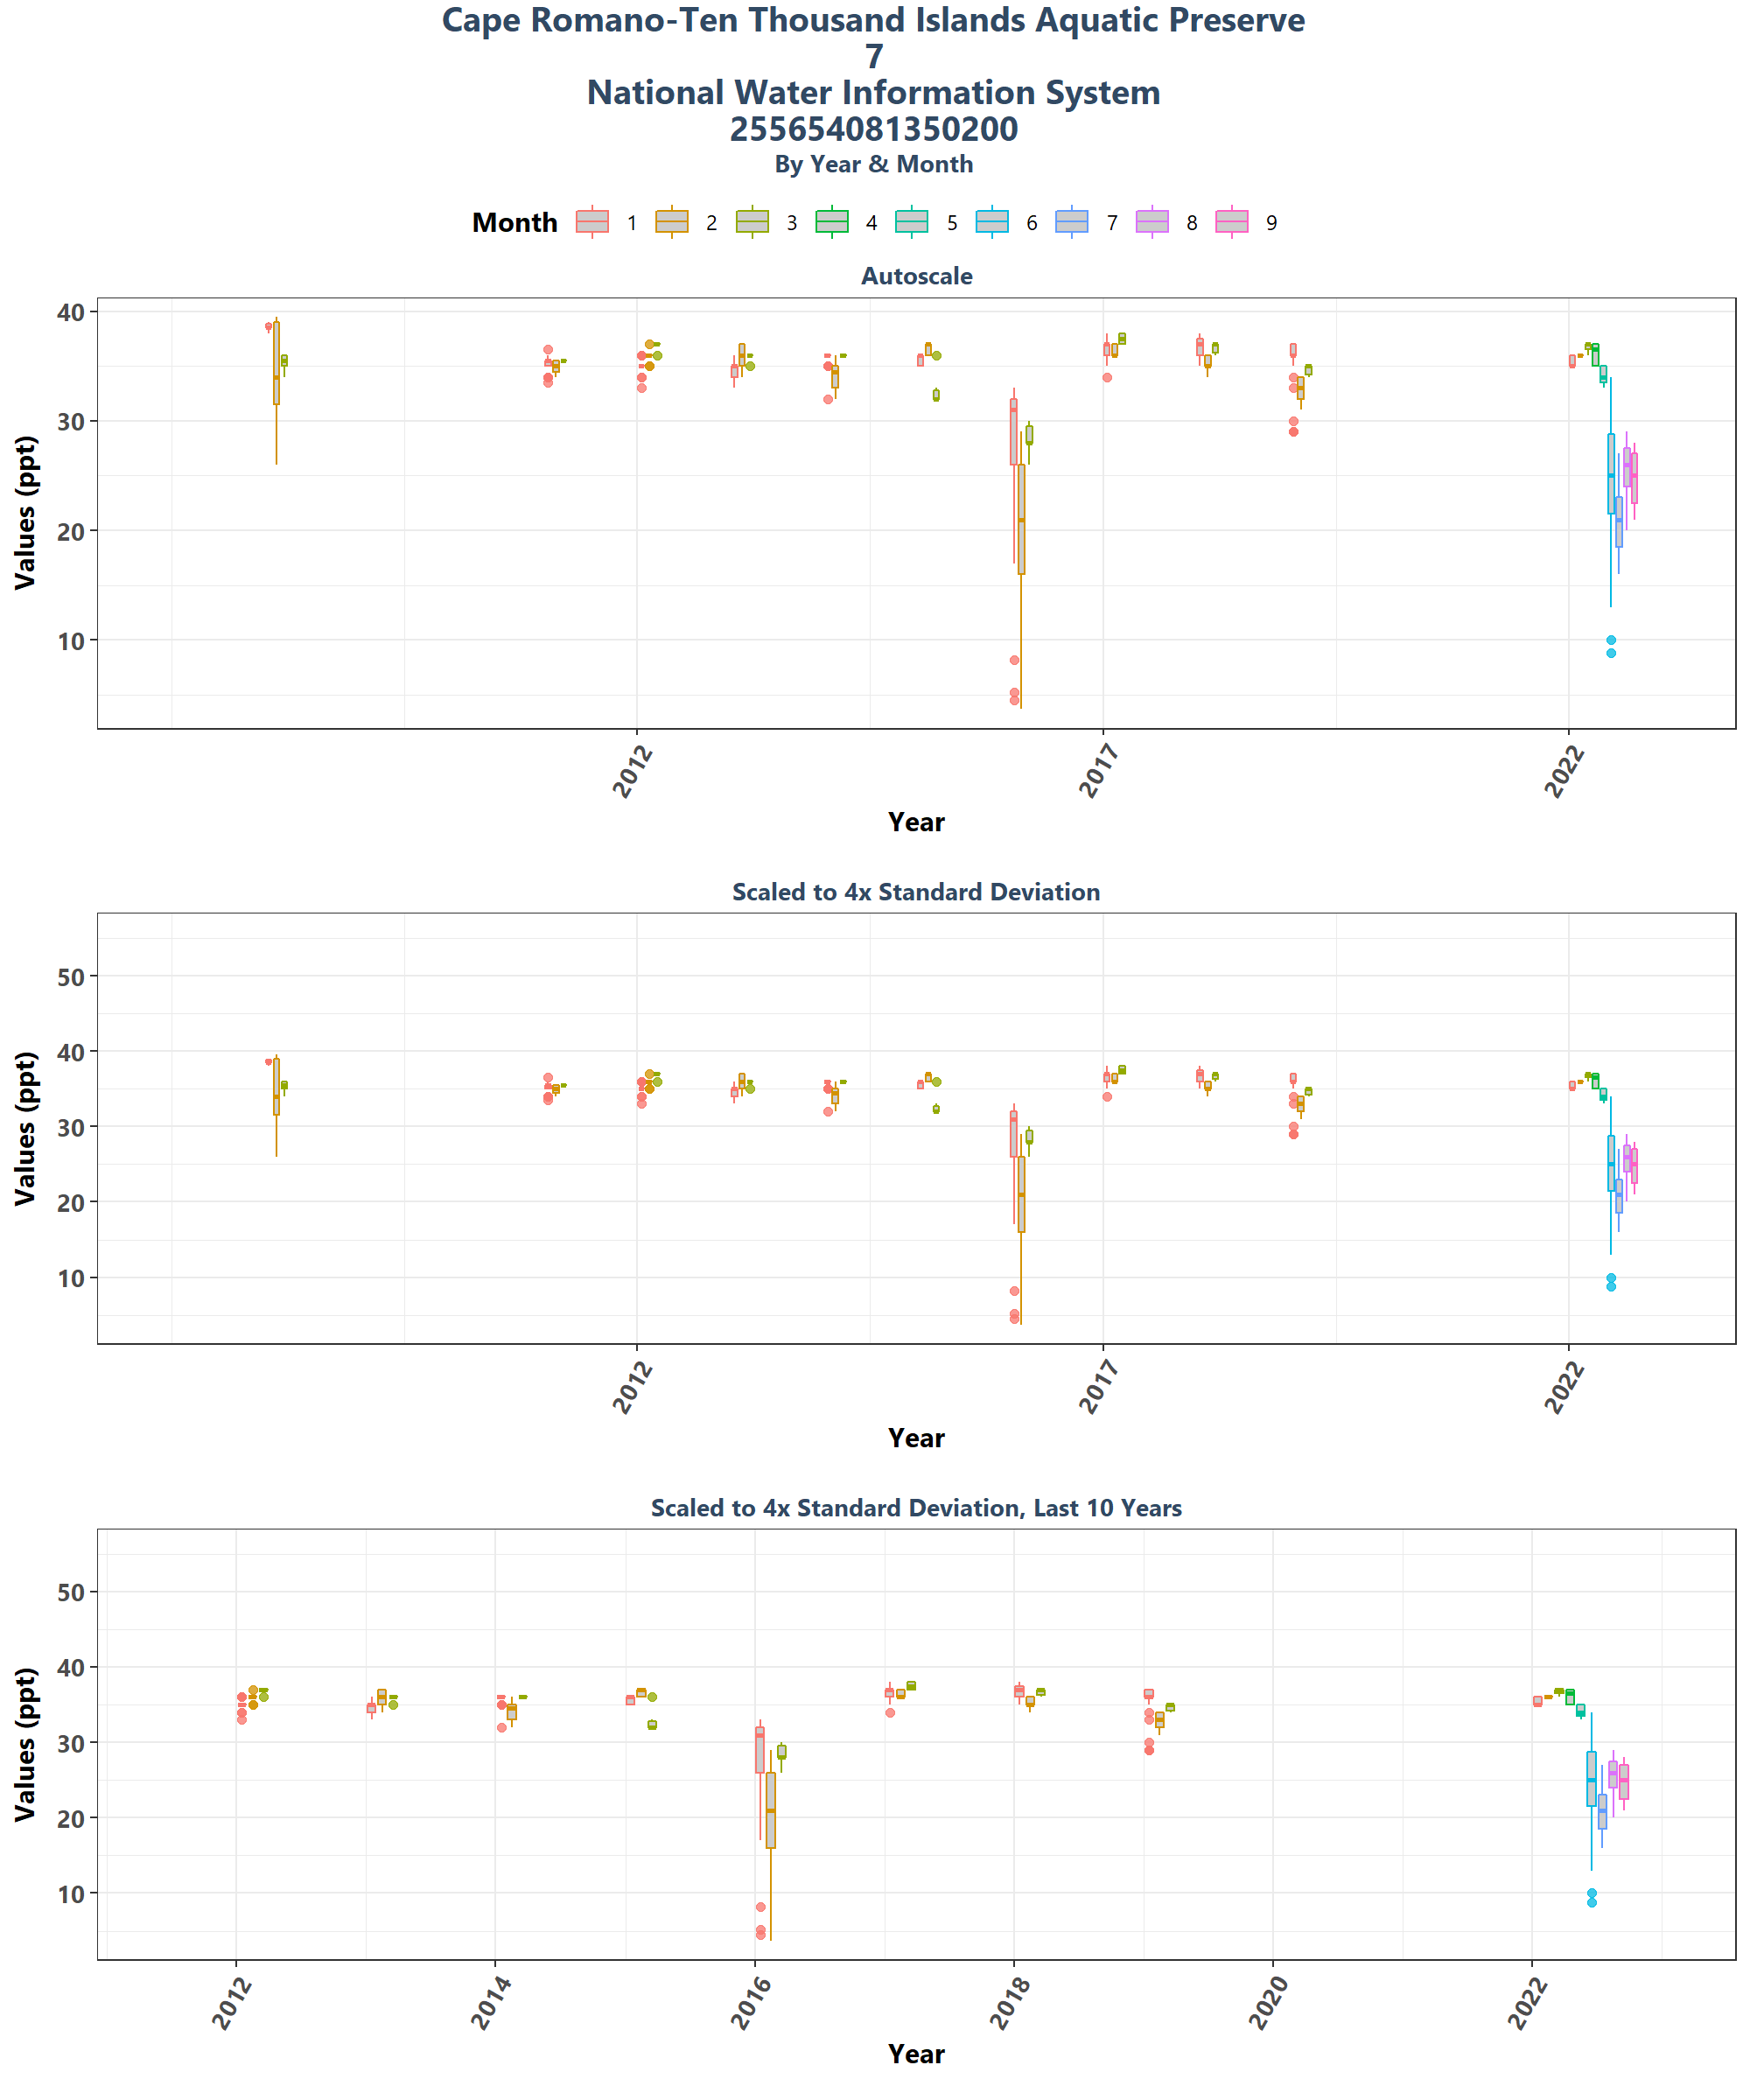 Cape Romano-Ten Thousand Islands Aquatic Preserve
7
National Water Information System
255654081350200
By Year & Month
Month 1 2 3 4 5 6 7 8 9
Autoscale
Values (ppt)
40
30
20
10
2012 2017 2022
Year
Scaled to 4x Standard Deviation
Values (ppt)
50
40
30
20
10
2012 2017 2022
Year
Scaled to 4x Standard Deviation, Last 10 Years
Values (ppt)
50
40
30
20
10
2012 2014 2016 2018 2020 2022
Year